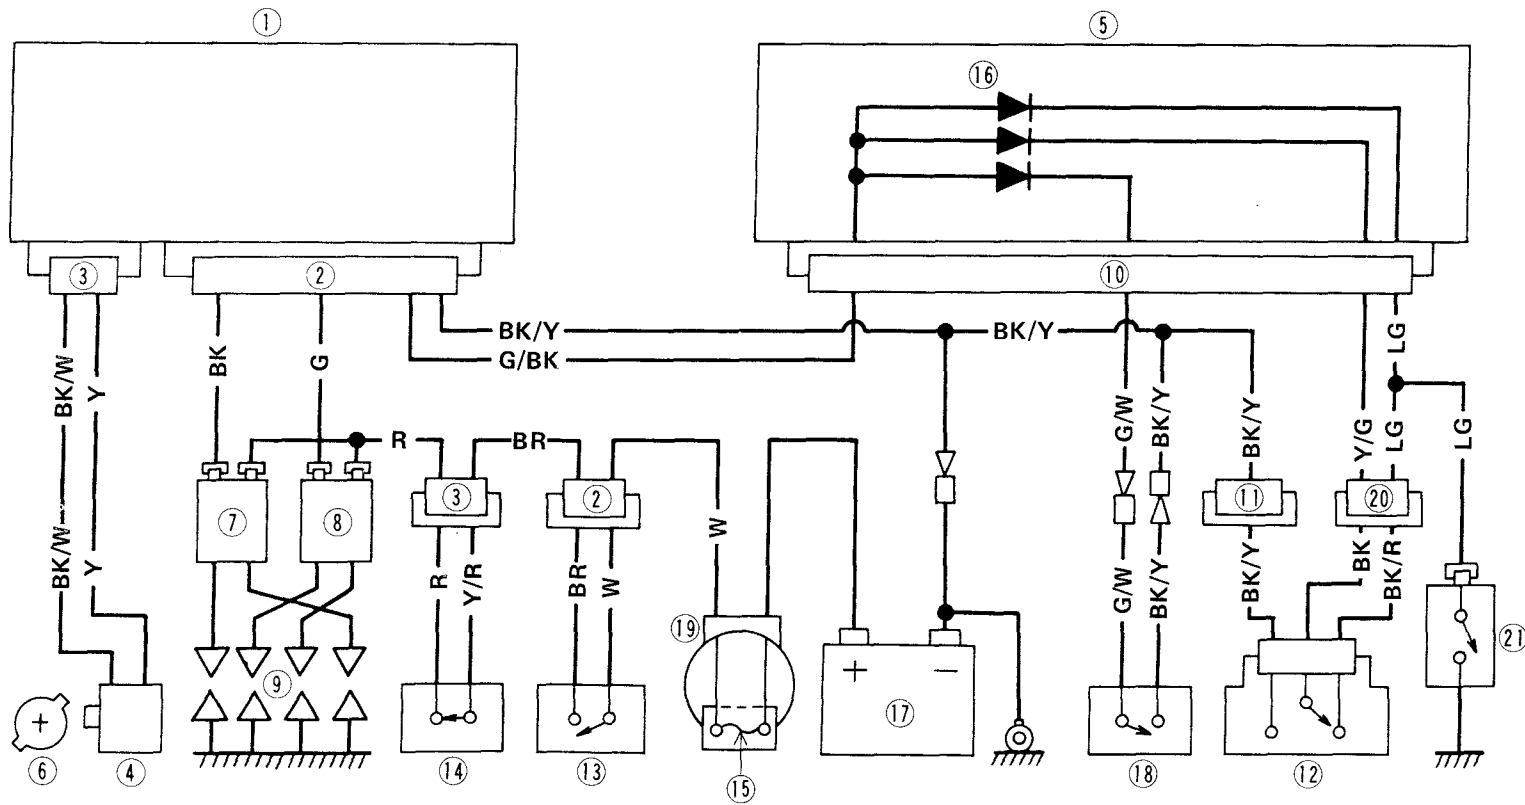 ① ⑤
⑯
③ ② ⑩
BK/Y BK/Y
G/BK
BK/W Y BK G G/W BK/Y BK/Y Y/G LG LG LG
R BR
③ ② ⑪ ⑳
⑦ ⑧
W
BK/W Y R Y/R BR W G/W BK/Y BK/Y BK BK/R
⑲ ㉑
+ −
⑨
+ ⑰
⑥ ④ ⑭ ⑬ ⑮ ⑱ ⑫